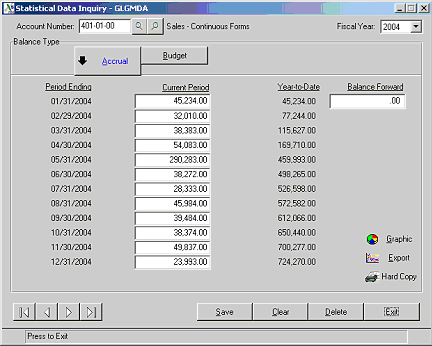 Statistical Data Inquiry - GLGMDA
Account Number: 401-01-00 Sales - Continuous Forms Fiscal Year: 2004
Balance Type
Accrual Budget
Period Ending Current Period Year-to-Date Balance Forward
01/31/2004 45,234.00 45,234.00 .00
02/29/2004 32,010.00 77,244.00
03/31/2004 38,383.00 115,627.00
04/30/2004 54,083.00 169,710.00
05/31/2004 290,283.00 459,993.00
06/30/2004 38,272.00 498,265.00
07/31/2004 28,333.00 526,598.00
08/31/2004 45,984.00 572,582.00
09/30/2004 39,484.00 612,066.00
10/31/2004 38,374.00 650,440.00
11/30/2004 49,837.00 700,277.00
12/31/2004 23,993.00 724,270.00
Graphic
Export
Hard Copy
Save Clear Delete Exit
Press to Exit